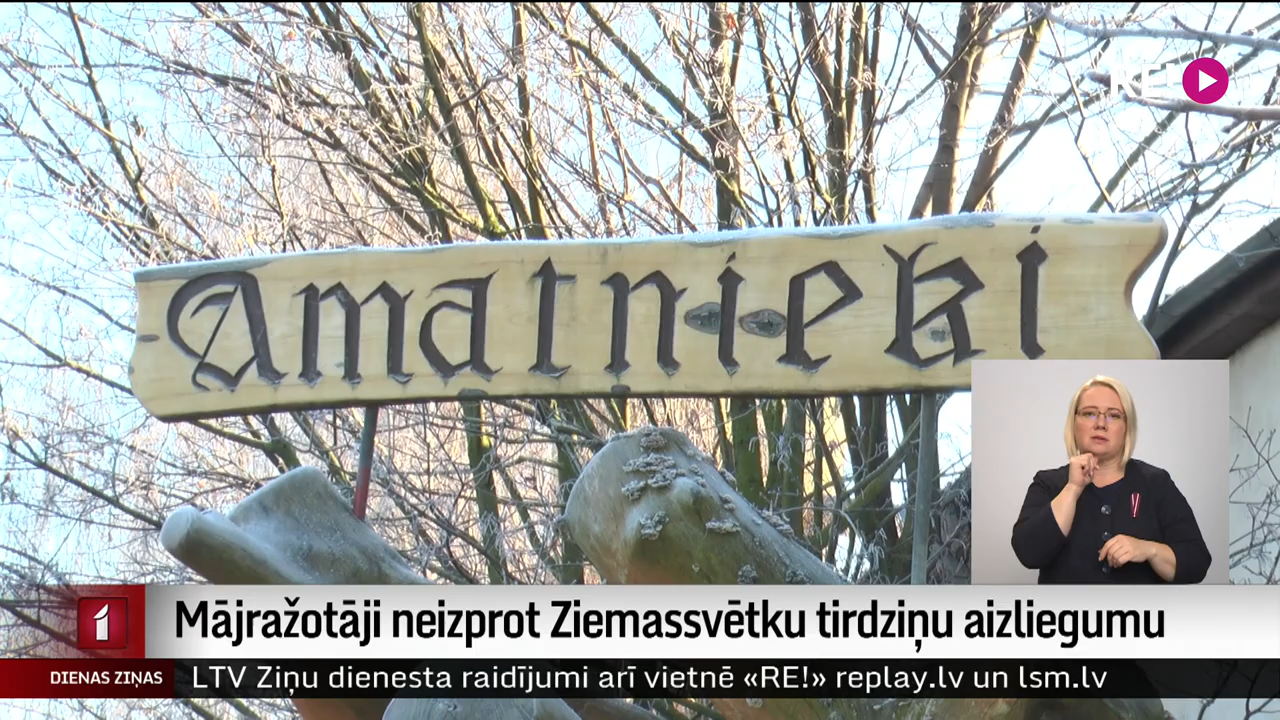 RE!
Amatnieki
1
Mājražotāji neizprot Ziemassvētku tirdziņu aizliegumu
DIENAS ZIŅAS
LTV Ziņu dienesta raidījumi arī vietnē «RE!» replay.lv un lsm.lv